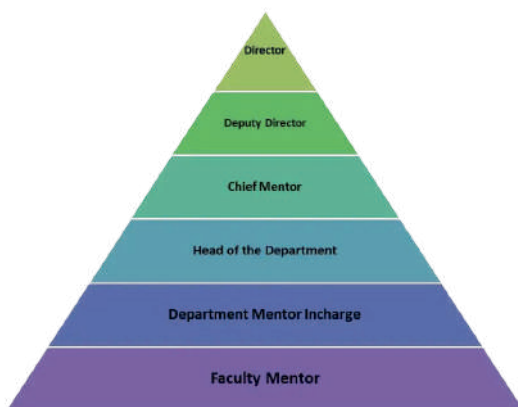 Director
Deputy Director
Chief Mentor
Head of the Department
Department Mentor Incharge
Faculty Mentor